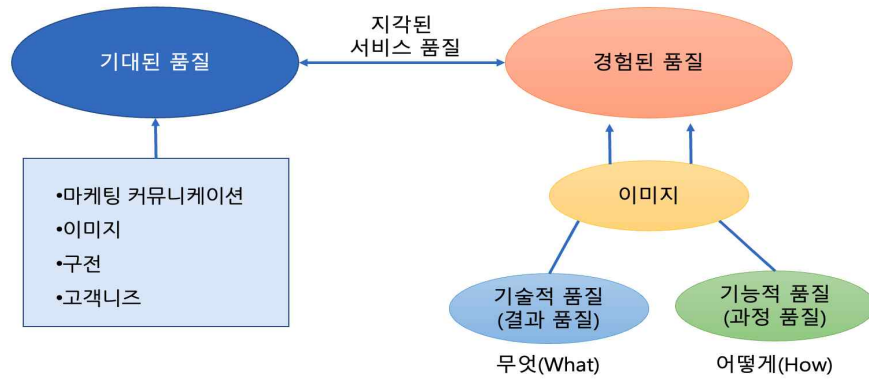 기대된 품질
지각된
서비스 품질
경험된 품질
•마케팅 커뮤니케이션
•이미지
•구전
•고객니즈
이미지
기술적 품질
(결과 품질)
기능적 품질
(과정 품질)
무엇(What)
어떻게(How)